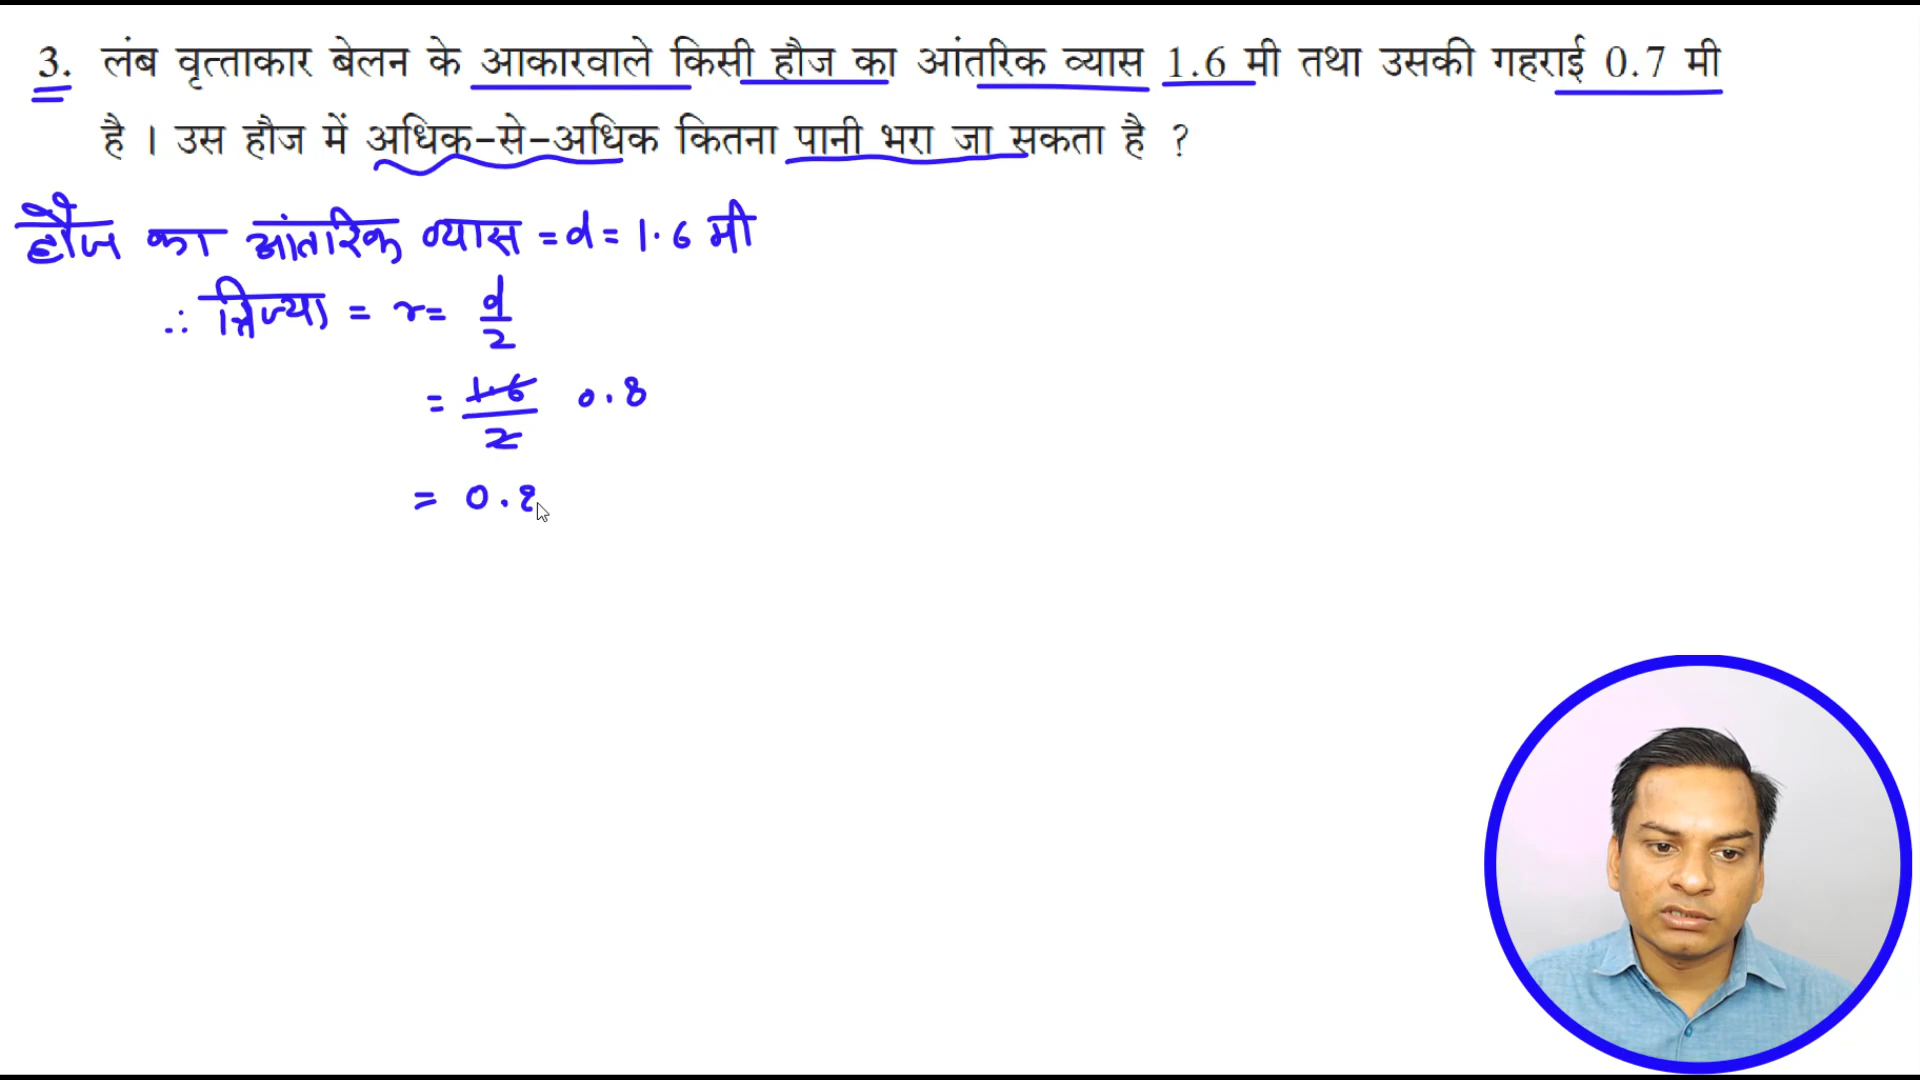 3. लंब वृत्ताकार बेलन के आकारवाले किसी हौज का आंतरिक व्यास 1.6 मी तथा उसकी गहराई 0.7 मी
है । उस हौज में अधिक-से-अधिक कितना पानी भरा जा सकता है ?
हौज का आंतरिक व्यास = d = 1.6 मी
∴ त्रिज्या = r = d/2
= 1.6/2 0.8
= 0.8